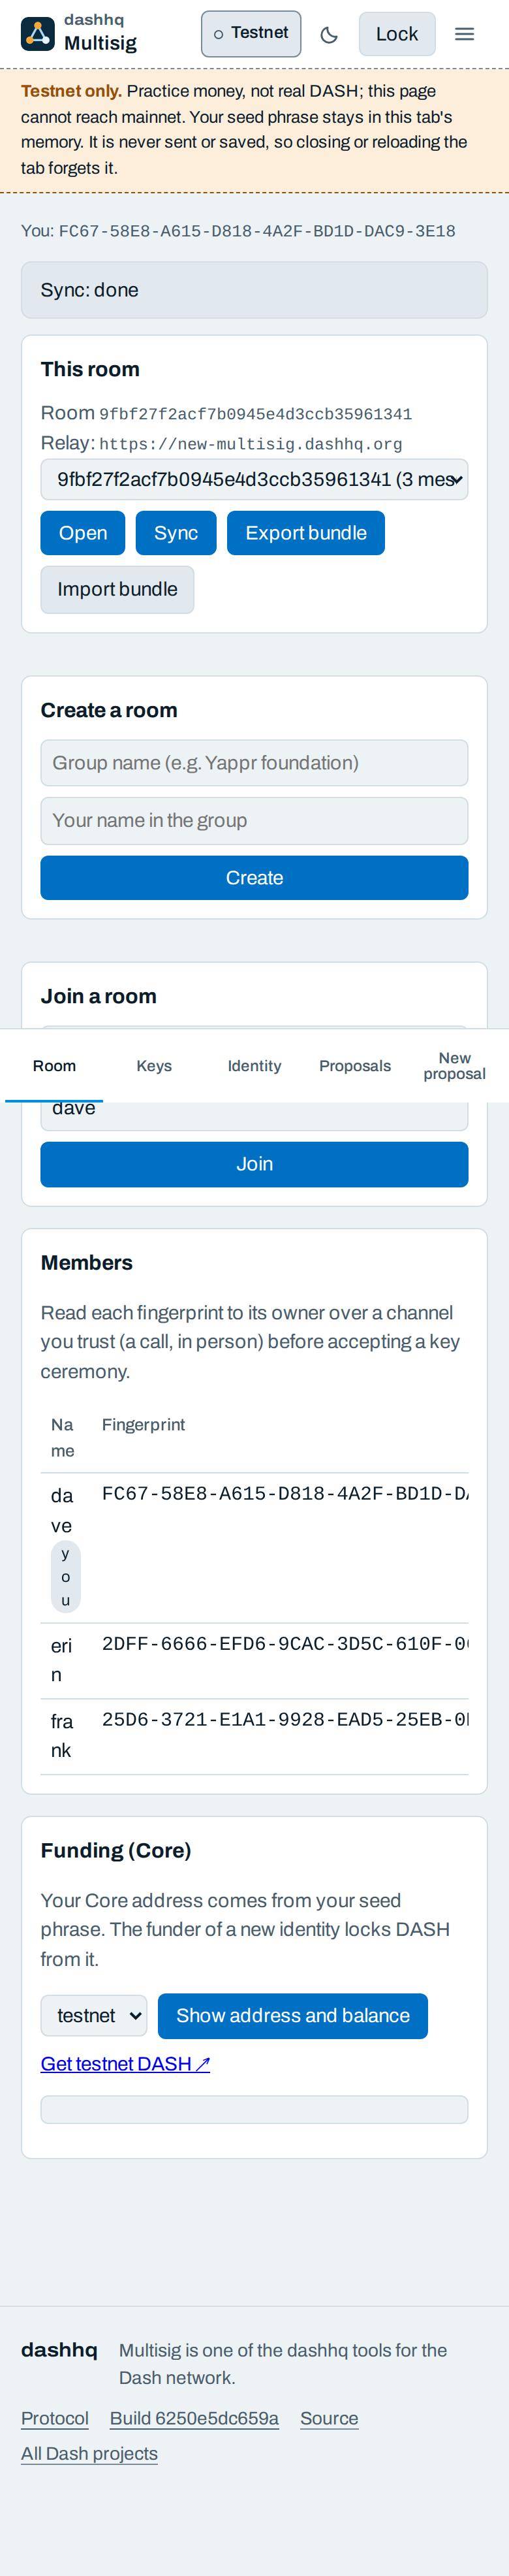 dashhq
Multisig
Testnet
Lock
Testnet only. Practice money, not real DASH; this page
cannot reach mainnet. Your seed phrase stays in this tab's
memory. It is never sent or saved, so closing or reloading the
tab forgets it.
You: FC67-58E8-A615-D818-4A2F-BD1D-DAC9-3E18
Sync: done
This room
Room 9fbf27f2acf7b0945e4d3ccb35961341
Relay: https://new-multisig.dashhq.org
9fbf27f2acf7b0945e4d3ccb35961341 (3 mes
Open
Sync
Export bundle
Import bundle
Create a room
Group name (e.g. Yappr foundation)
Your name in the group
Create
Join a room
Room
Keys
Identity
Proposals
New
proposal
dave
Join
Members
Read each fingerprint to its owner over a channel
you trust (a call, in person) before accepting a key
ceremony.
Na
me
Fingerprint
da
ve
y
o
u
FC67-58E8-A615-D818-4A2F-BD1D-DA
eri
n
2DFF-6666-EFD6-9CAC-3D5C-610F-0
fra
nk
25D6-3721-E1A1-9928-EAD5-25EB-0
Funding (Core)
Your Core address comes from your seed
phrase. The funder of a new identity locks DASH
from it.
testnet
Show address and balance
Get testnet DASH ↗
dashhq
Multisig is one of the dashhq tools for the
Dash network.
Protocol
Build 6250e5dc659a
Source
All Dash projects